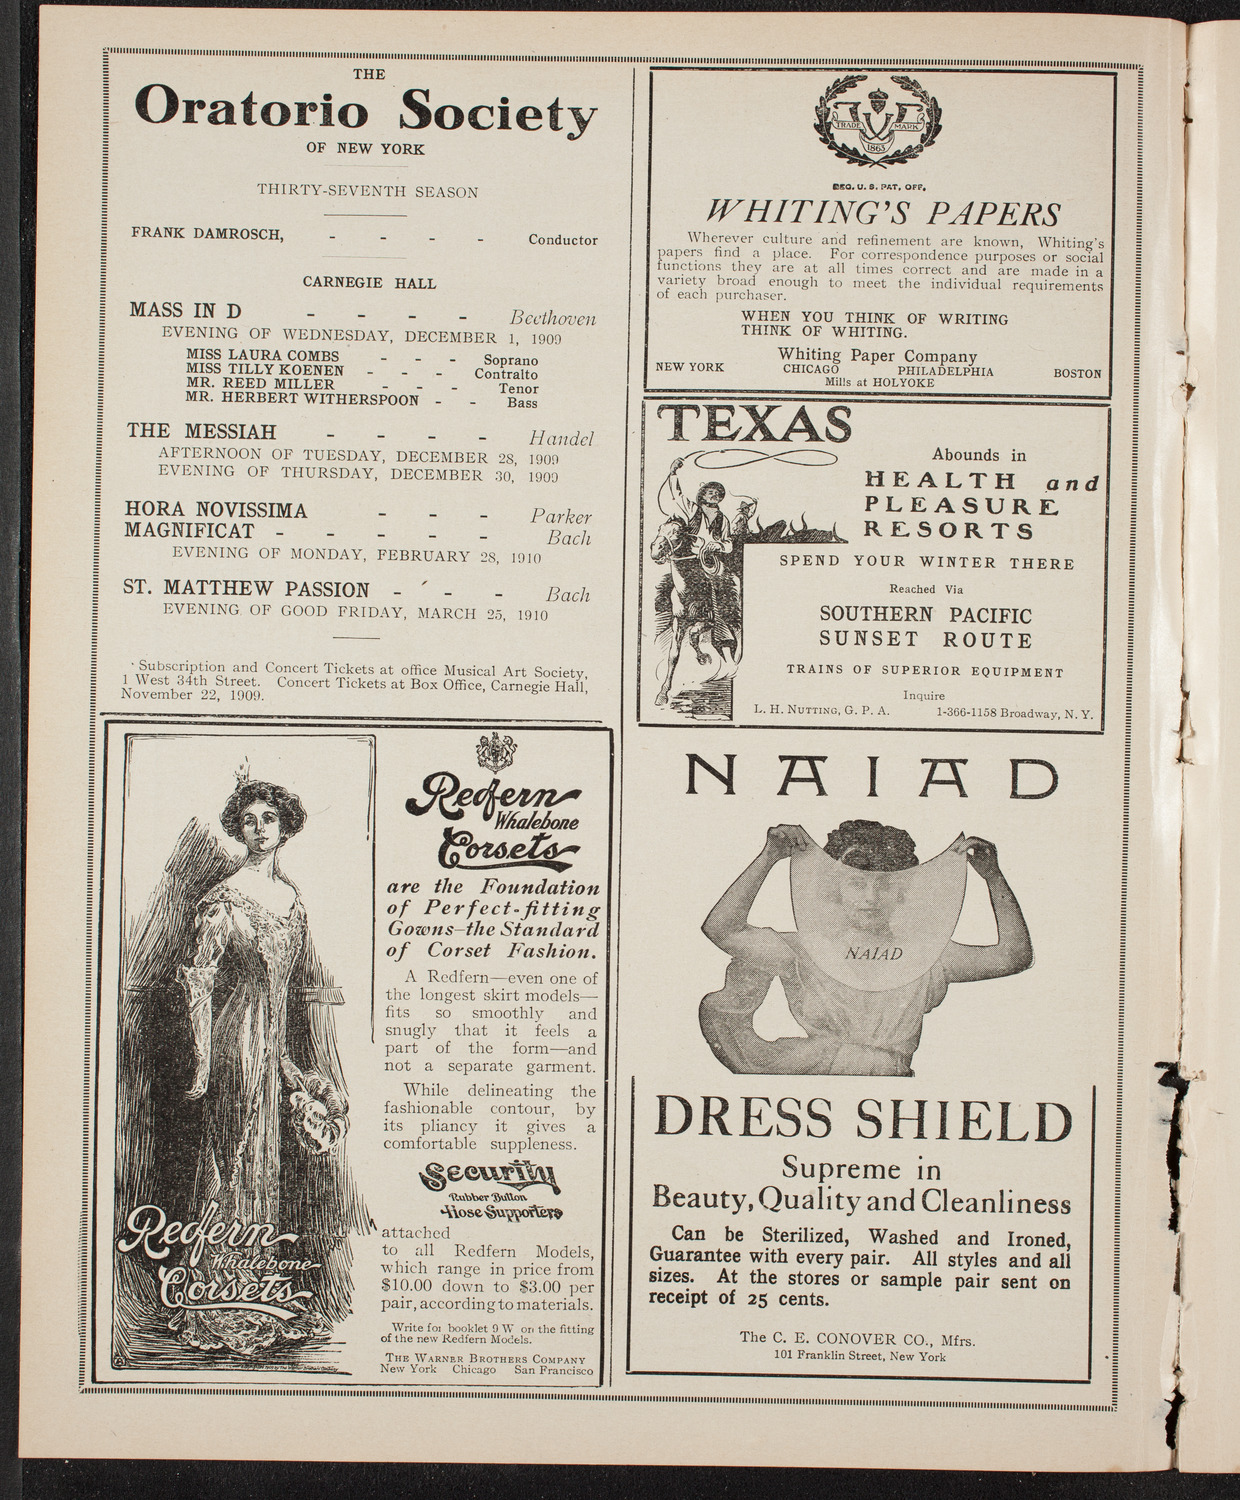 THE
Oratorio Society
OF NEW YORK
THIRTY-SEVENTH SEASON
FRANK DAMROSCH, - - - - Conductor
CARNEGIE HALL
MASS IN D - - - - Beethoven
EVENING OF WEDNESDAY, DECEMBER 1, 1909
MISS LAURA COMBS - - - Soprano
MISS TILLY KOENEN - - - Contralto
MR. REED MILLER - - - Tenor
MR. HERBERT WITHERSPOON - - Bass
THE MESSIAH - - - - Handel
AFTERNOON OF TUESDAY, DECEMBER 28, 1909
EVENING OF THURSDAY, DECEMBER 30, 1909
HORA NOVISSIMA - - - Parker
MAGNIFICAT - - - - - Bach
EVENING OF MONDAY, FEBRUARY 28, 1910
ST. MATTHEW PASSION - - - Bach
EVENING OF GOOD FRIDAY, MARCH 25, 1910
Subscription and Concert Tickets at office Musical Art Society,
1 West 34th Street. Concert Tickets at Box Office, Carnegie Hall,
November 22, 1909.
Redfern
Whalebone
Corsets
are the Foundation
of Perfect-fitting
Gowns—the Standard
of Corset Fashion.
A Redfern—even one of
the longest skirt models—
fits so smoothly and
snugly that it feels a
part of the form—and
not a separate garment.
While delineating the
fashionable contour, by
its pliancy it gives a
comfortable suppleness.
Security
Rubber Button
Hose Supporters
attached
to all Redfern Models,
which range in price from
$10.00 down to $3.00 per
pair, according to materials.
Write for booklet 9 W on the fitting
of the new Redfern Models.
THE WARNER BROTHERS COMPANY
New York Chicago San Francisco
Redfern
Whalebone
Corsets
TRADE MARK
1865
REG. U. S. PAT. OFF.
WHITING'S PAPERS
Wherever culture and refinement are known, Whiting's
papers find a place. For correspondence purposes or social
functions they are at all times correct and are made in a
variety broad enough to meet the individual requirements
of each purchaser.
WHEN YOU THINK OF WRITING
THINK OF WHITING.
Whiting Paper Company
NEW YORK CHICAGO PHILADELPHIA BOSTON
Mills at HOLYOKE
TEXAS
Abounds in
HEALTH and
PLEASURE
RESORTS
SPEND YOUR WINTER THERE
Reached Via
SOUTHERN PACIFIC
SUNSET ROUTE
TRAINS OF SUPERIOR EQUIPMENT
Inquire
L. H. NUTTING, G. P. A. 1-366-1158 Broadway, N. Y.
NAIAD
NAIAD
DRESS SHIELD
Supreme in
Beauty, Quality and Cleanliness
Can be Sterilized, Washed and Ironed,
Guarantee with every pair. All styles and all
sizes. At the stores or sample pair sent on
receipt of 25 cents.
The C. E. CONOVER CO., Mfrs.
101 Franklin Street, New York